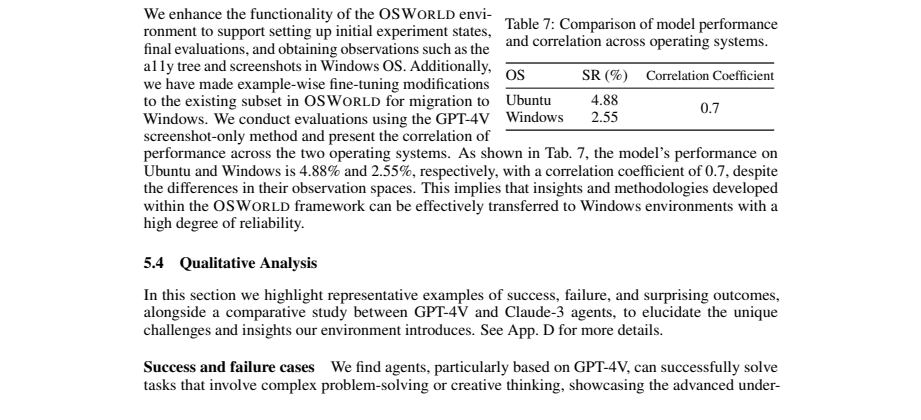 We enhance the functionality of the OSWORLD envi-
ronment to support setting up initial experiment states,
final evaluations, and obtaining observations such as the
a11y tree and screenshots in Windows OS. Additionally,
we have made example-wise fine-tuning modifications
to the existing subset in OSWORLD for migration to
Windows. We conduct evaluations using the GPT-4V
screenshot-only method and present the correlation of
Table 7: Comparison of model performance
and correlation across operating systems.
OS SR (%) Correlation Coefficient
Ubuntu 4.88
0.7
Windows 2.55
performance across the two operating systems. As shown in Tab. 7, the model's performance on
Ubuntu and Windows is 4.88% and 2.55%, respectively, with a correlation coefficient of 0.7, despite
the differences in their observation spaces. This implies that insights and methodologies developed
within the OSWORLD framework can be effectively transferred to Windows environments with a
high degree of reliability.
5.4 Qualitative Analysis
In this section we highlight representative examples of success, failure, and surprising outcomes,
alongside a comparative study between GPT-4V and Claude-3 agents, to elucidate the unique
challenges and insights our environment introduces. See App. D for more details.
Success and failure cases We find agents, particularly based on GPT-4V, can successfully solve
tasks that involve complex problem-solving or creative thinking, showcasing the advanced under-